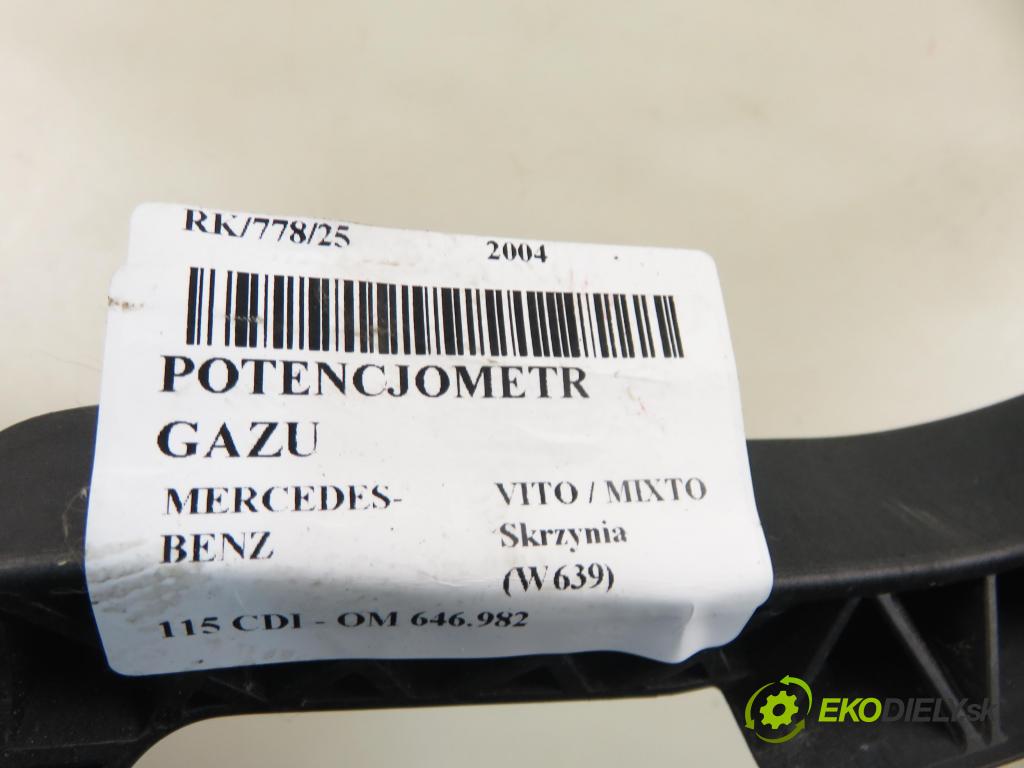 RK/778/25 2004
POTENCJOMETR
GAZU
MERCEDES-
BENZ
VITO / MIXTO
Skrzynia
(W639)
115 CDI - OM 646.982
EKODIELY.sk